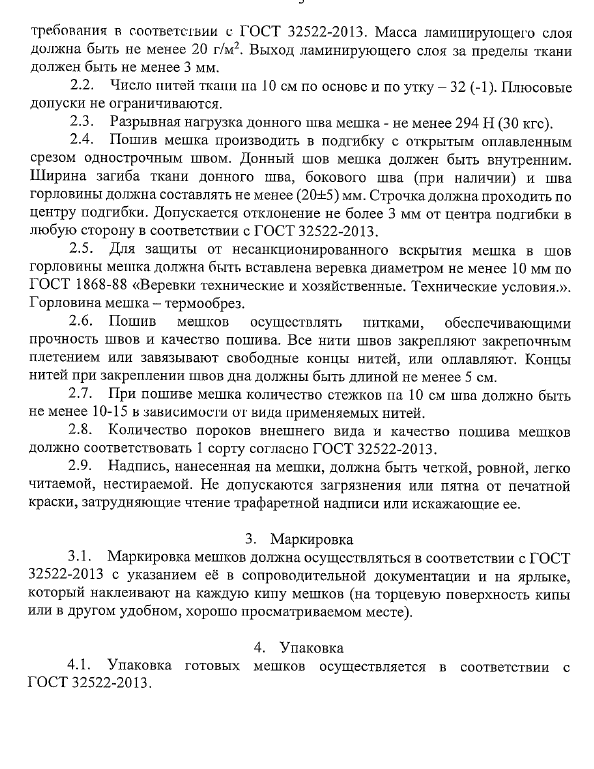 требования в соответствии с ГОСТ 32522-2013. Масса ламинирующего слоя
должна быть не менее 20 г/м². Выход ламинирующего слоя за пределы ткани
должен быть не менее 3 мм.
2.2. Число нитей ткани на 10 см по основе и по утку – 32 (-1). Плюсовые
допуски не ограничиваются.
2.3. Разрывная нагрузка донного шва мешка - не менее 294 Н (30 кгс).
2.4. Пошив мешка производить в подгибку с открытым оплавленным
срезом однострочным швом. Донный шов мешка должен быть внутренним.
Ширина загиба ткани донного шва, бокового шва (при наличии) и шва
горловины должна составлять не менее (20±5) мм. Строчка должна проходить по
центру подгибки. Допускается отклонение не более 3 мм от центра подгибки в
любую сторону в соответствии с ГОСТ 32522-2013.
2.5. Для защиты от несанкционированного вскрытия мешка в шов
горловины мешка должна быть вставлена веревка диаметром не менее 10 мм по
ГОСТ 1868-88 «Веревки технические и хозяйственные. Технические условия.».
Горловина мешка – термообрез.
2.6. Пошив мешков осуществлять нитками, обеспечивающими
прочность швов и качество пошива. Все нити швов закрепляют закрепочным
плетением или завязывают свободные концы нитей, или оплавляют. Концы
нитей при закреплении швов дна должны быть длиной не менее 5 см.
2.7. При пошиве мешка количество стежков на 10 см шва должно быть
не менее 10-15 в зависимости от вида применяемых нитей.
2.8. Количество пороков внешнего вида и качество пошива мешков
должно соответствовать 1 сорту согласно ГОСТ 32522-2013.
2.9. Надпись, нанесенная на мешки, должна быть четкой, ровной, легко
читаемой, нестираемой. Не допускаются загрязнения или пятна от печатной
краски, затрудняющие чтение трафаретной надписи или искажающие ее.
3. Маркировка
3.1. Маркировка мешков должна осуществляться в соответствии с ГОСТ
32522-2013 с указанием её в сопроводительной документации и на ярлыке,
который наклеивают на каждую кипу мешков (на торцевую поверхность кипы
или в другом удобном, хорошо просматриваемом месте).
4. Упаковка
4.1. Упаковка готовых мешков осуществляется в соответствии с
ГОСТ 32522-2013.